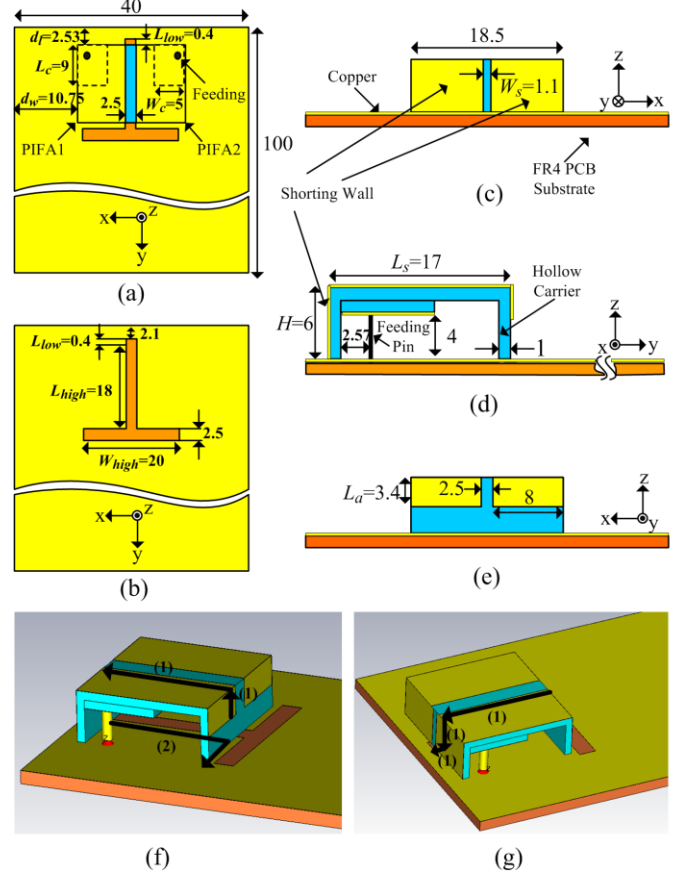 40
d_f=2.53
L_low=0.4
L_c=9
Feeding
d_w=10.75
2.5
W_c=5
PIFA1
PIFA2
100
x
z
y
(a)
18.5
Copper
W_s=1.1
z
y
x
FR4 PCB
Substrate
Shorting Wall
(c)
L_s=17
Hollow
Carrier
H=6
2.57
Feeding
Pin
4
1
z
x
y
(d)
2.1
L_low=0.4
L_high=18
2.5
W_high=20
x
z
y
(b)
L_a=3.4
2.5
8
z
x
y
(e)
(1)
(1)
(2)
(f)
(1)
(1)
(1)
(g)